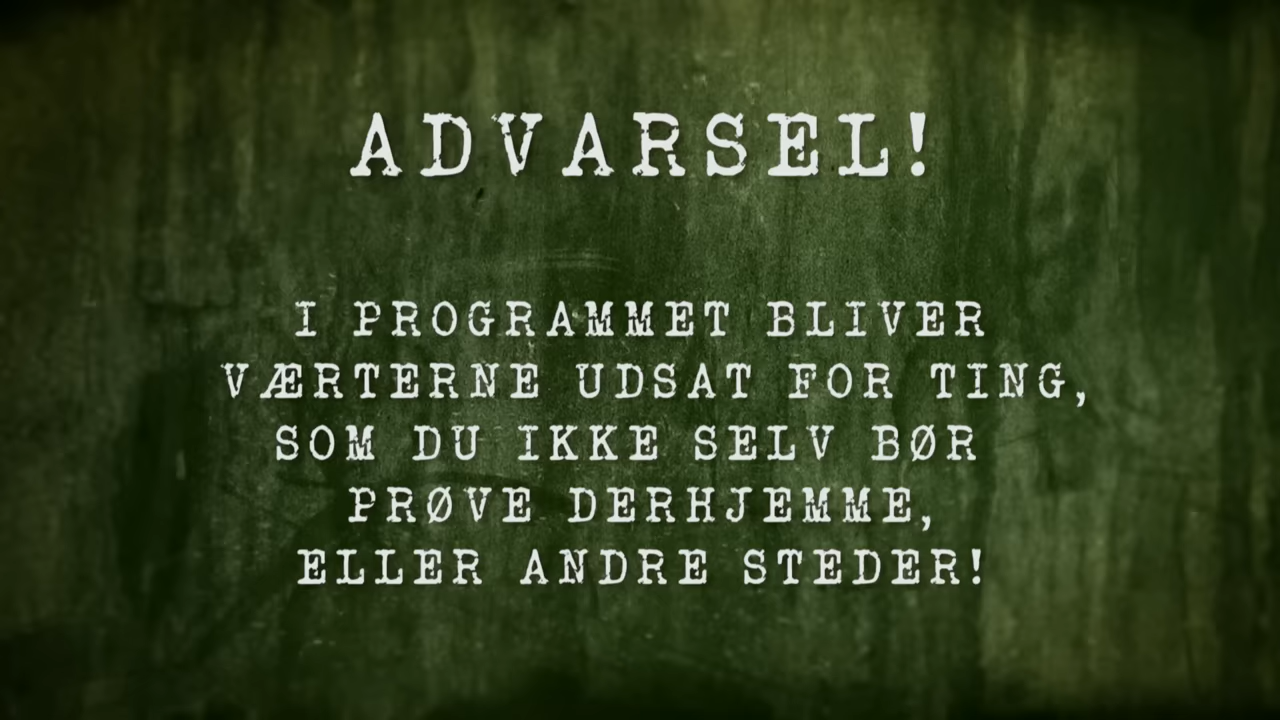 ADVARSEL!
I PROGRAMMET BLIVER
VÆRTERNE UDSAT FOR TING,
SOM DU IKKE SELV BØR
PRØVE DERHJEMME,
ELLER ANDRE STEDER!